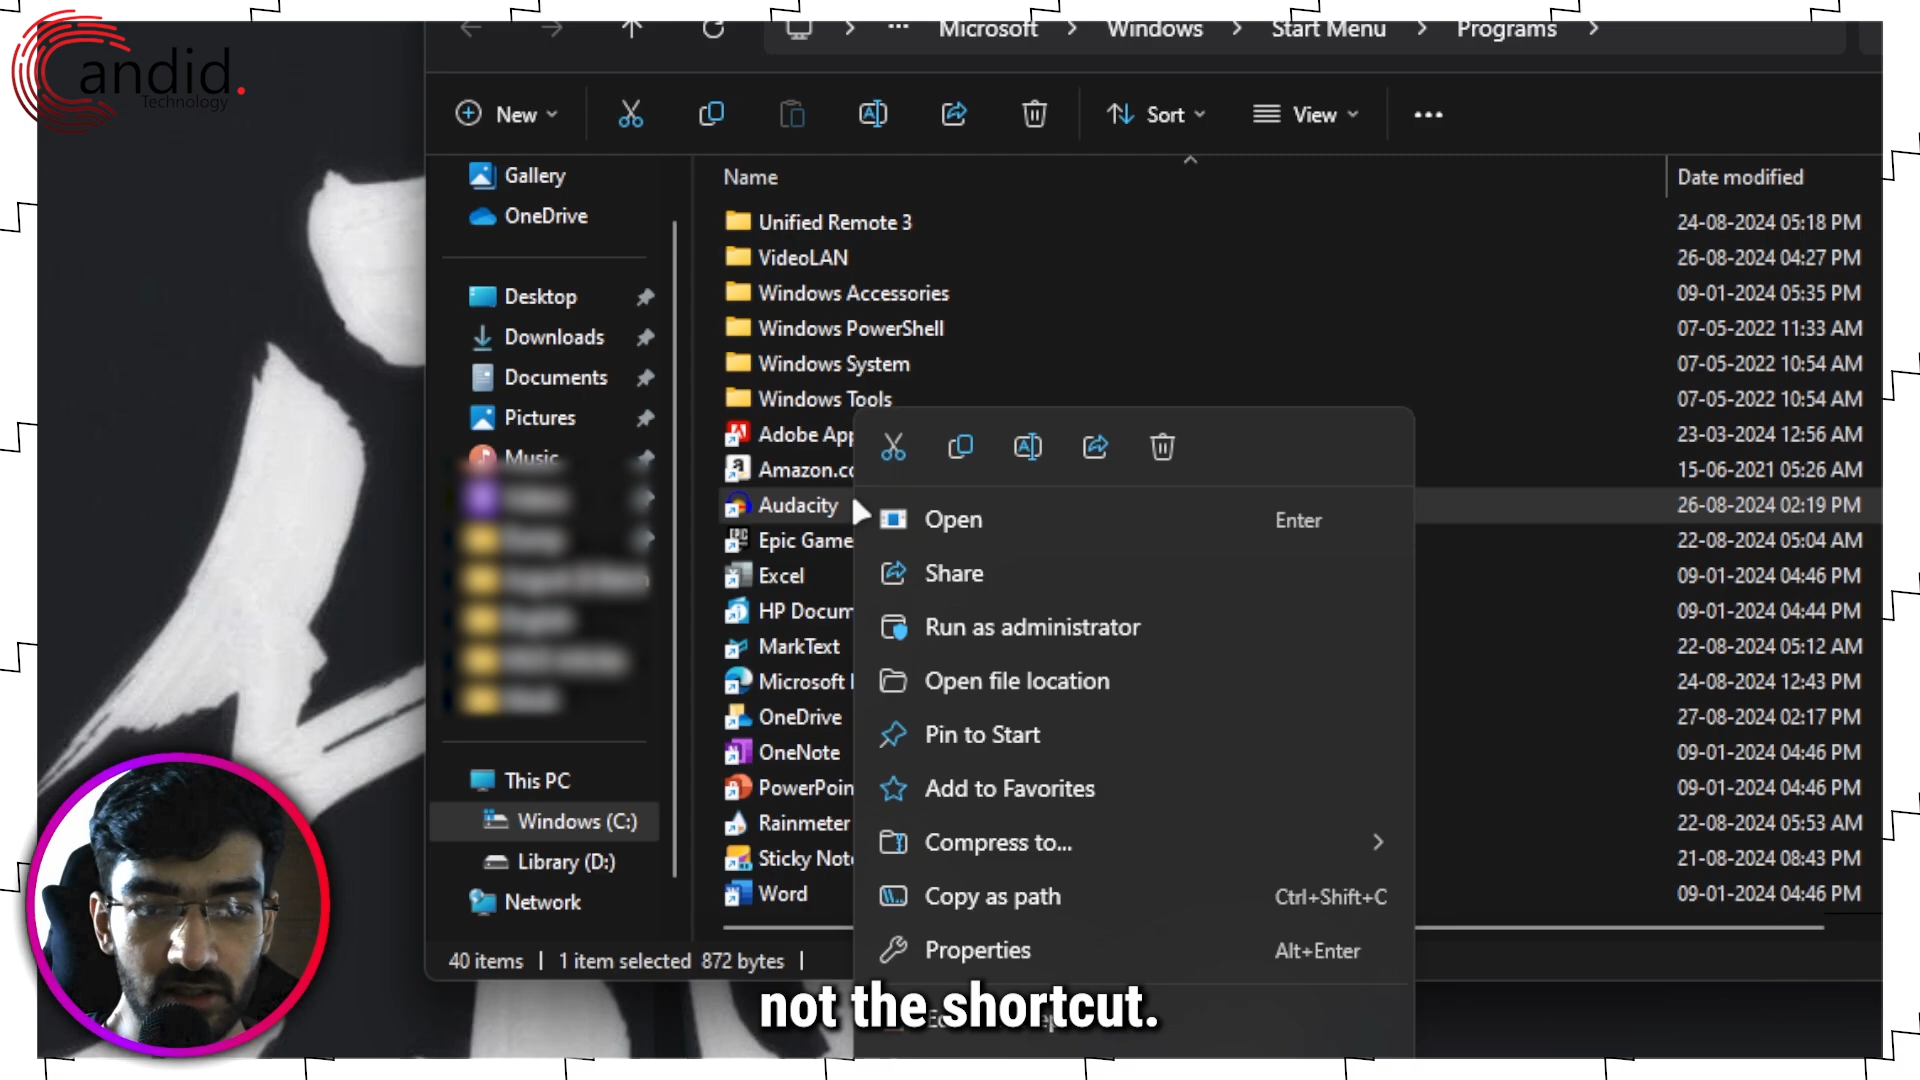 Candid.
Technology
Microsoft > Windows > Start Menu > Programs >
New
Sort
View
Gallery
OneDrive
Desktop
Downloads
Documents
Pictures
Music
This PC
Windows (C:)
Library (D:)
Network
Name
Date modified
Unified Remote 3
24-08-2024 05:18 PM
VideoLAN
26-08-2024 04:27 PM
Windows Accessories
09-01-2024 05:35 PM
Windows PowerShell
07-05-2022 11:33 AM
Windows System
07-05-2022 10:54 AM
Windows Tools
07-05-2022 10:54 AM
Adobe App
23-03-2024 12:56 AM
Amazon.co
15-06-2021 05:26 AM
Audacity
26-08-2024 02:19 PM
Epic Game
22-08-2024 05:04 AM
Excel
09-01-2024 04:46 PM
HP Docum
09-01-2024 04:44 PM
MarkText
22-08-2024 05:12 AM
Microsoft
24-08-2024 12:43 PM
OneDrive
27-08-2024 02:17 PM
OneNote
09-01-2024 04:46 PM
PowerPoin
09-01-2024 04:46 PM
Rainmeter
22-08-2024 05:53 AM
Sticky Note
21-08-2024 08:43 PM
Word
09-01-2024 04:46 PM
Open Enter
Share
Run as administrator
Open file location
Pin to Start
Add to Favorites
Compress to...
Copy as path Ctrl+Shift+C
Properties Alt+Enter
40 items | 1 item selected 872 bytes |
not the shortcut.